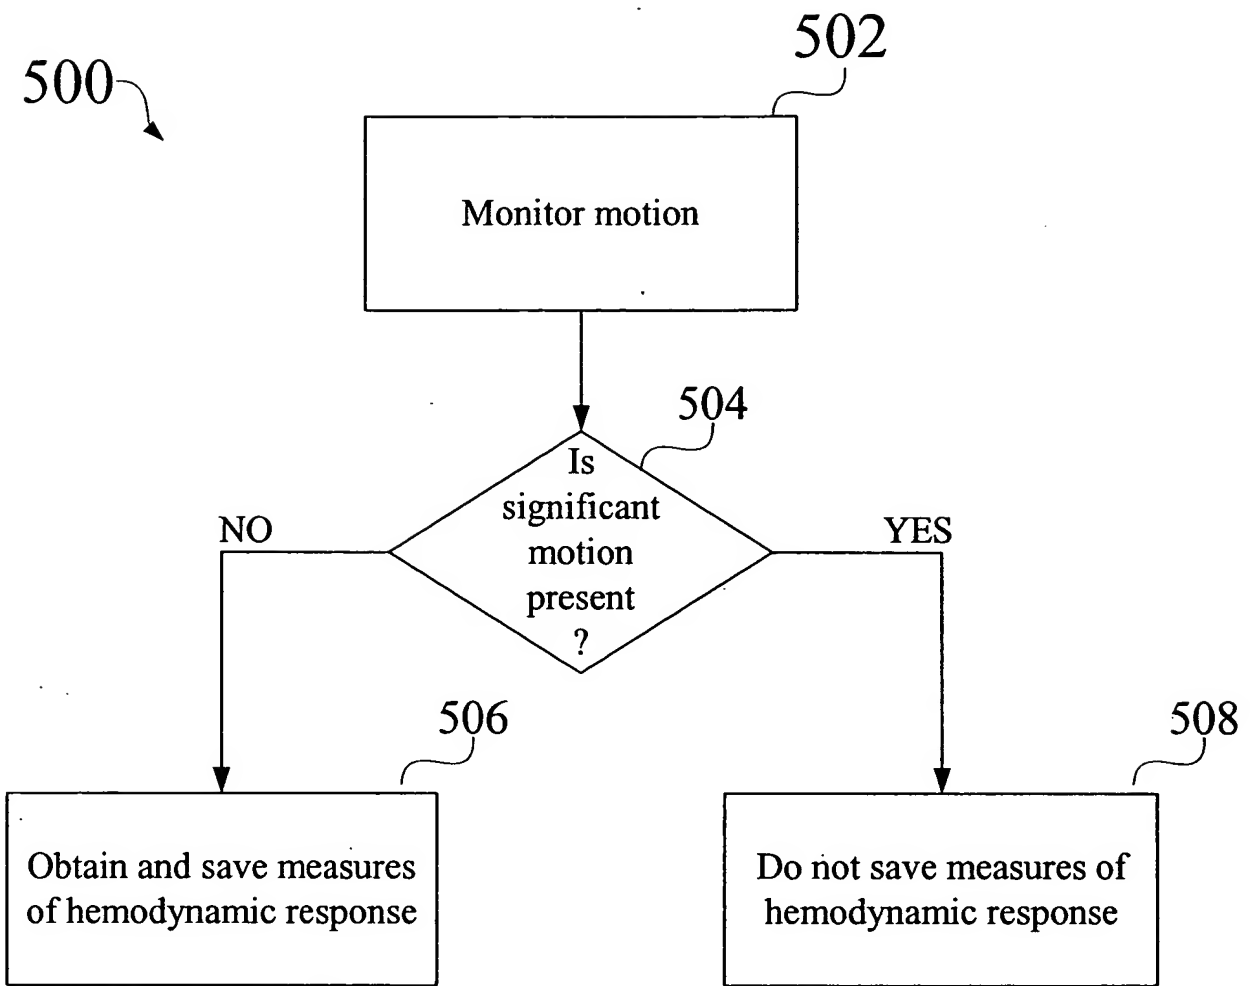 502
500
Monitor motion
504
Is
significant
motion
present
?
NO
YES
506
508
Obtain and save measures
of hemodynamic response
Do not save measures of
hemodynamic response